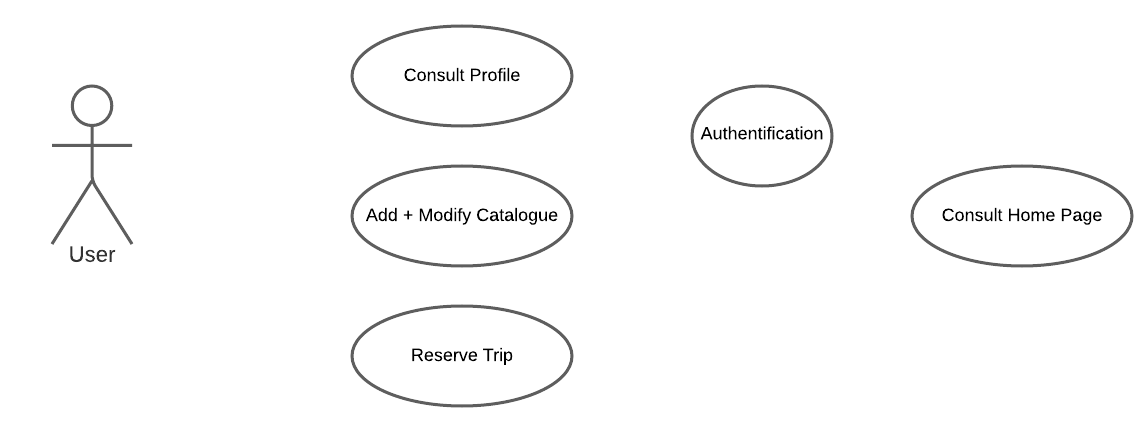 Consult Profile
Authentification
Add + Modify Catalogue
Consult Home Page
User
Reserve Trip